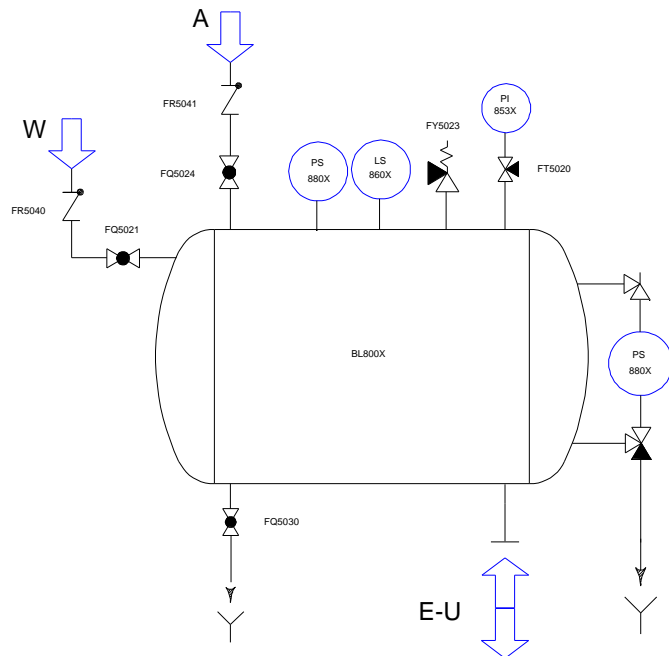 A
W
FR5041
FR5040
FQ5024
FQ5021
PS
880X
LS
860X
FY5023
PI
853X
FT5020
BL800X
PS
880X
FQ5030
E-U